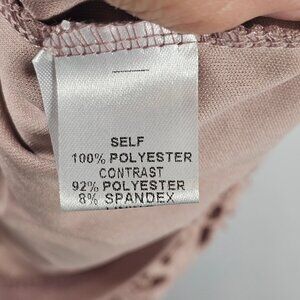 SELF
100% POLYESTER
CONTRAST
92% POLYESTER
8% SPANDEX